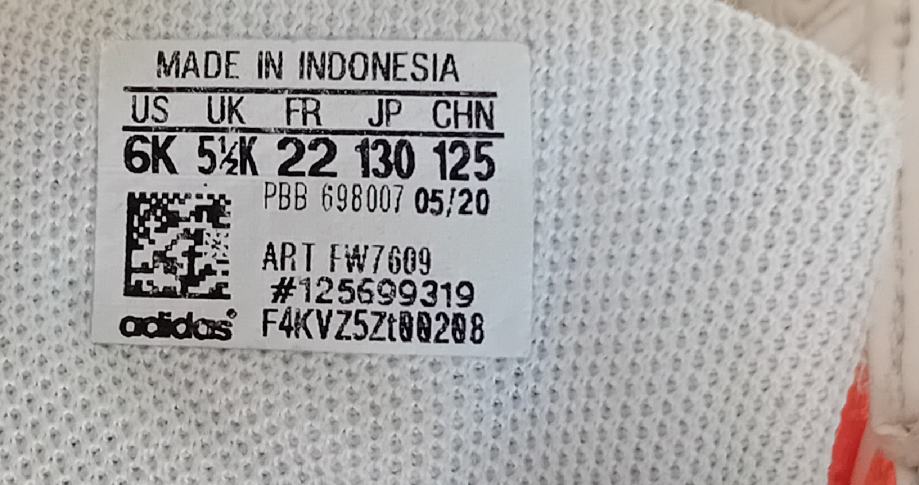 MADE IN INDONESIA
US UK FR JP CHN
6K 5½K 22 130 125
PBB 698007 05/20
ART FW7609
#125699319
adidas® F4KVZ5Zt00208